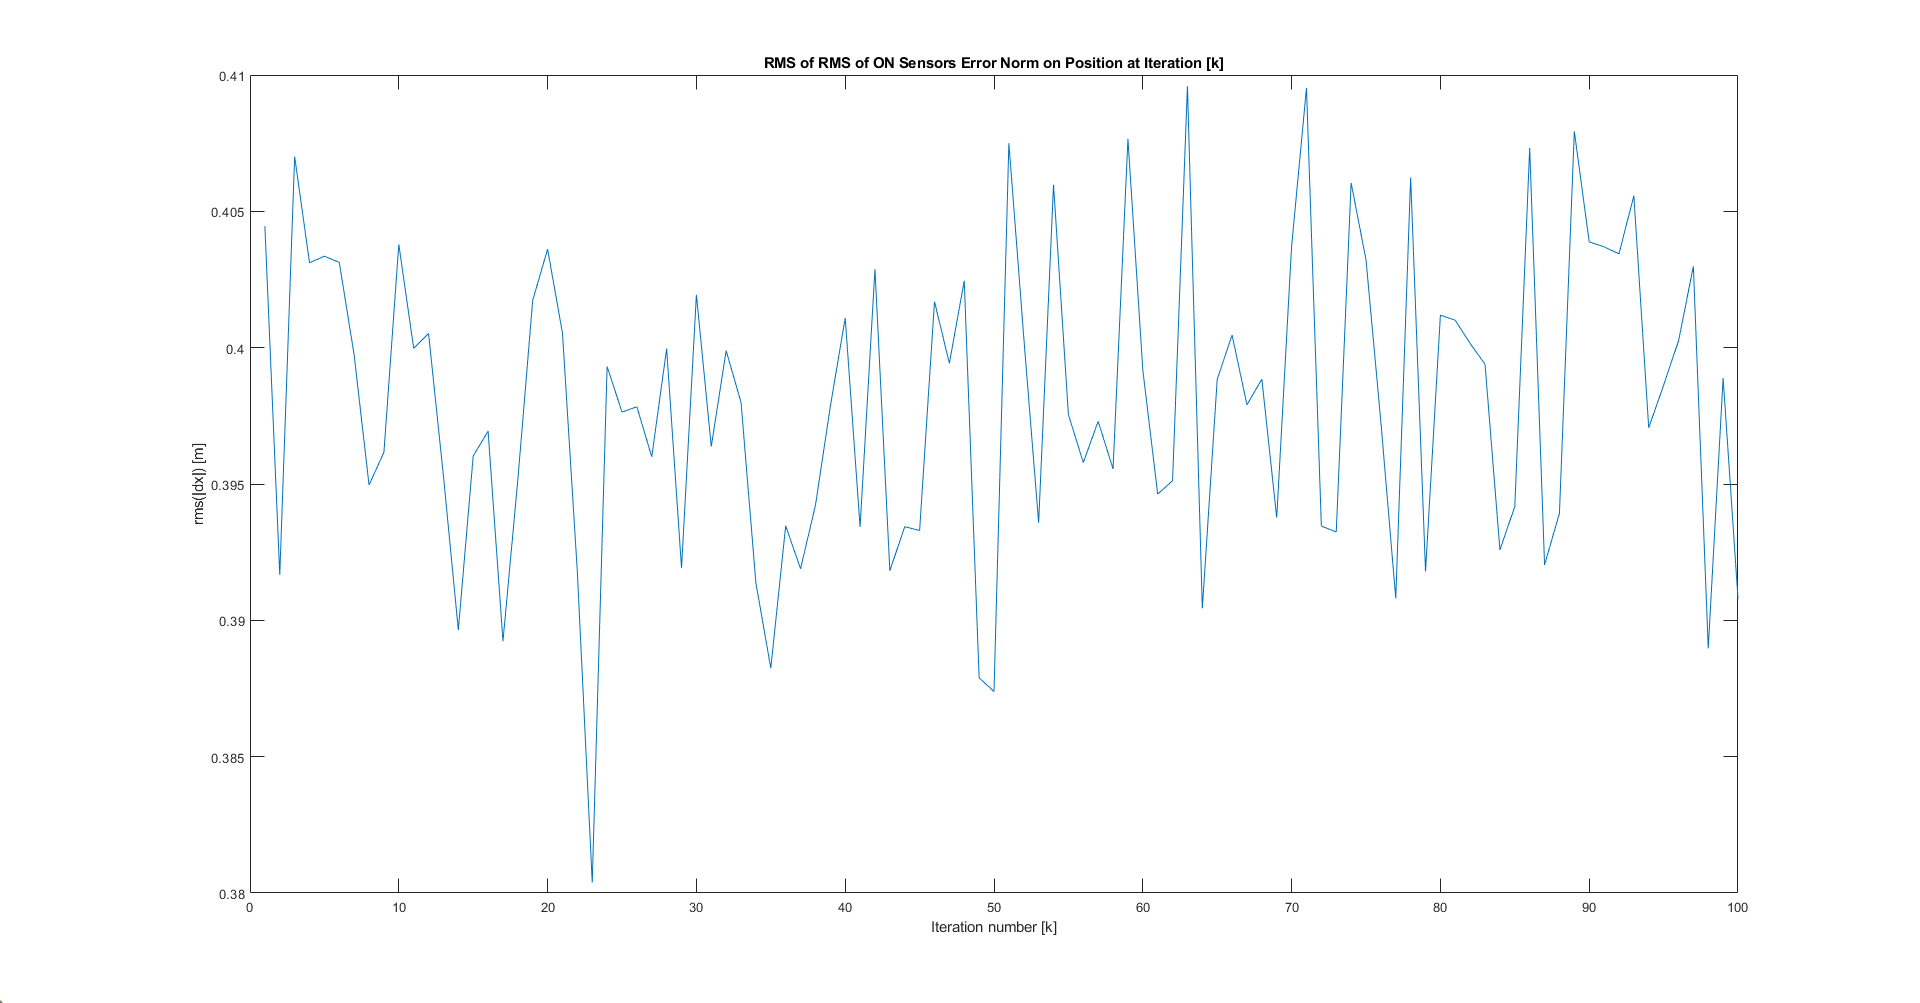 RMS of RMS of ON Sensors Error Norm on Position at Iteration [k]
0.41
0.405
0.4
0.395
0.39
0.385
0.38
rms(|dx|) [m]
0 10 20 30 40 50 60 70 80 90 100
Iteration number [k]